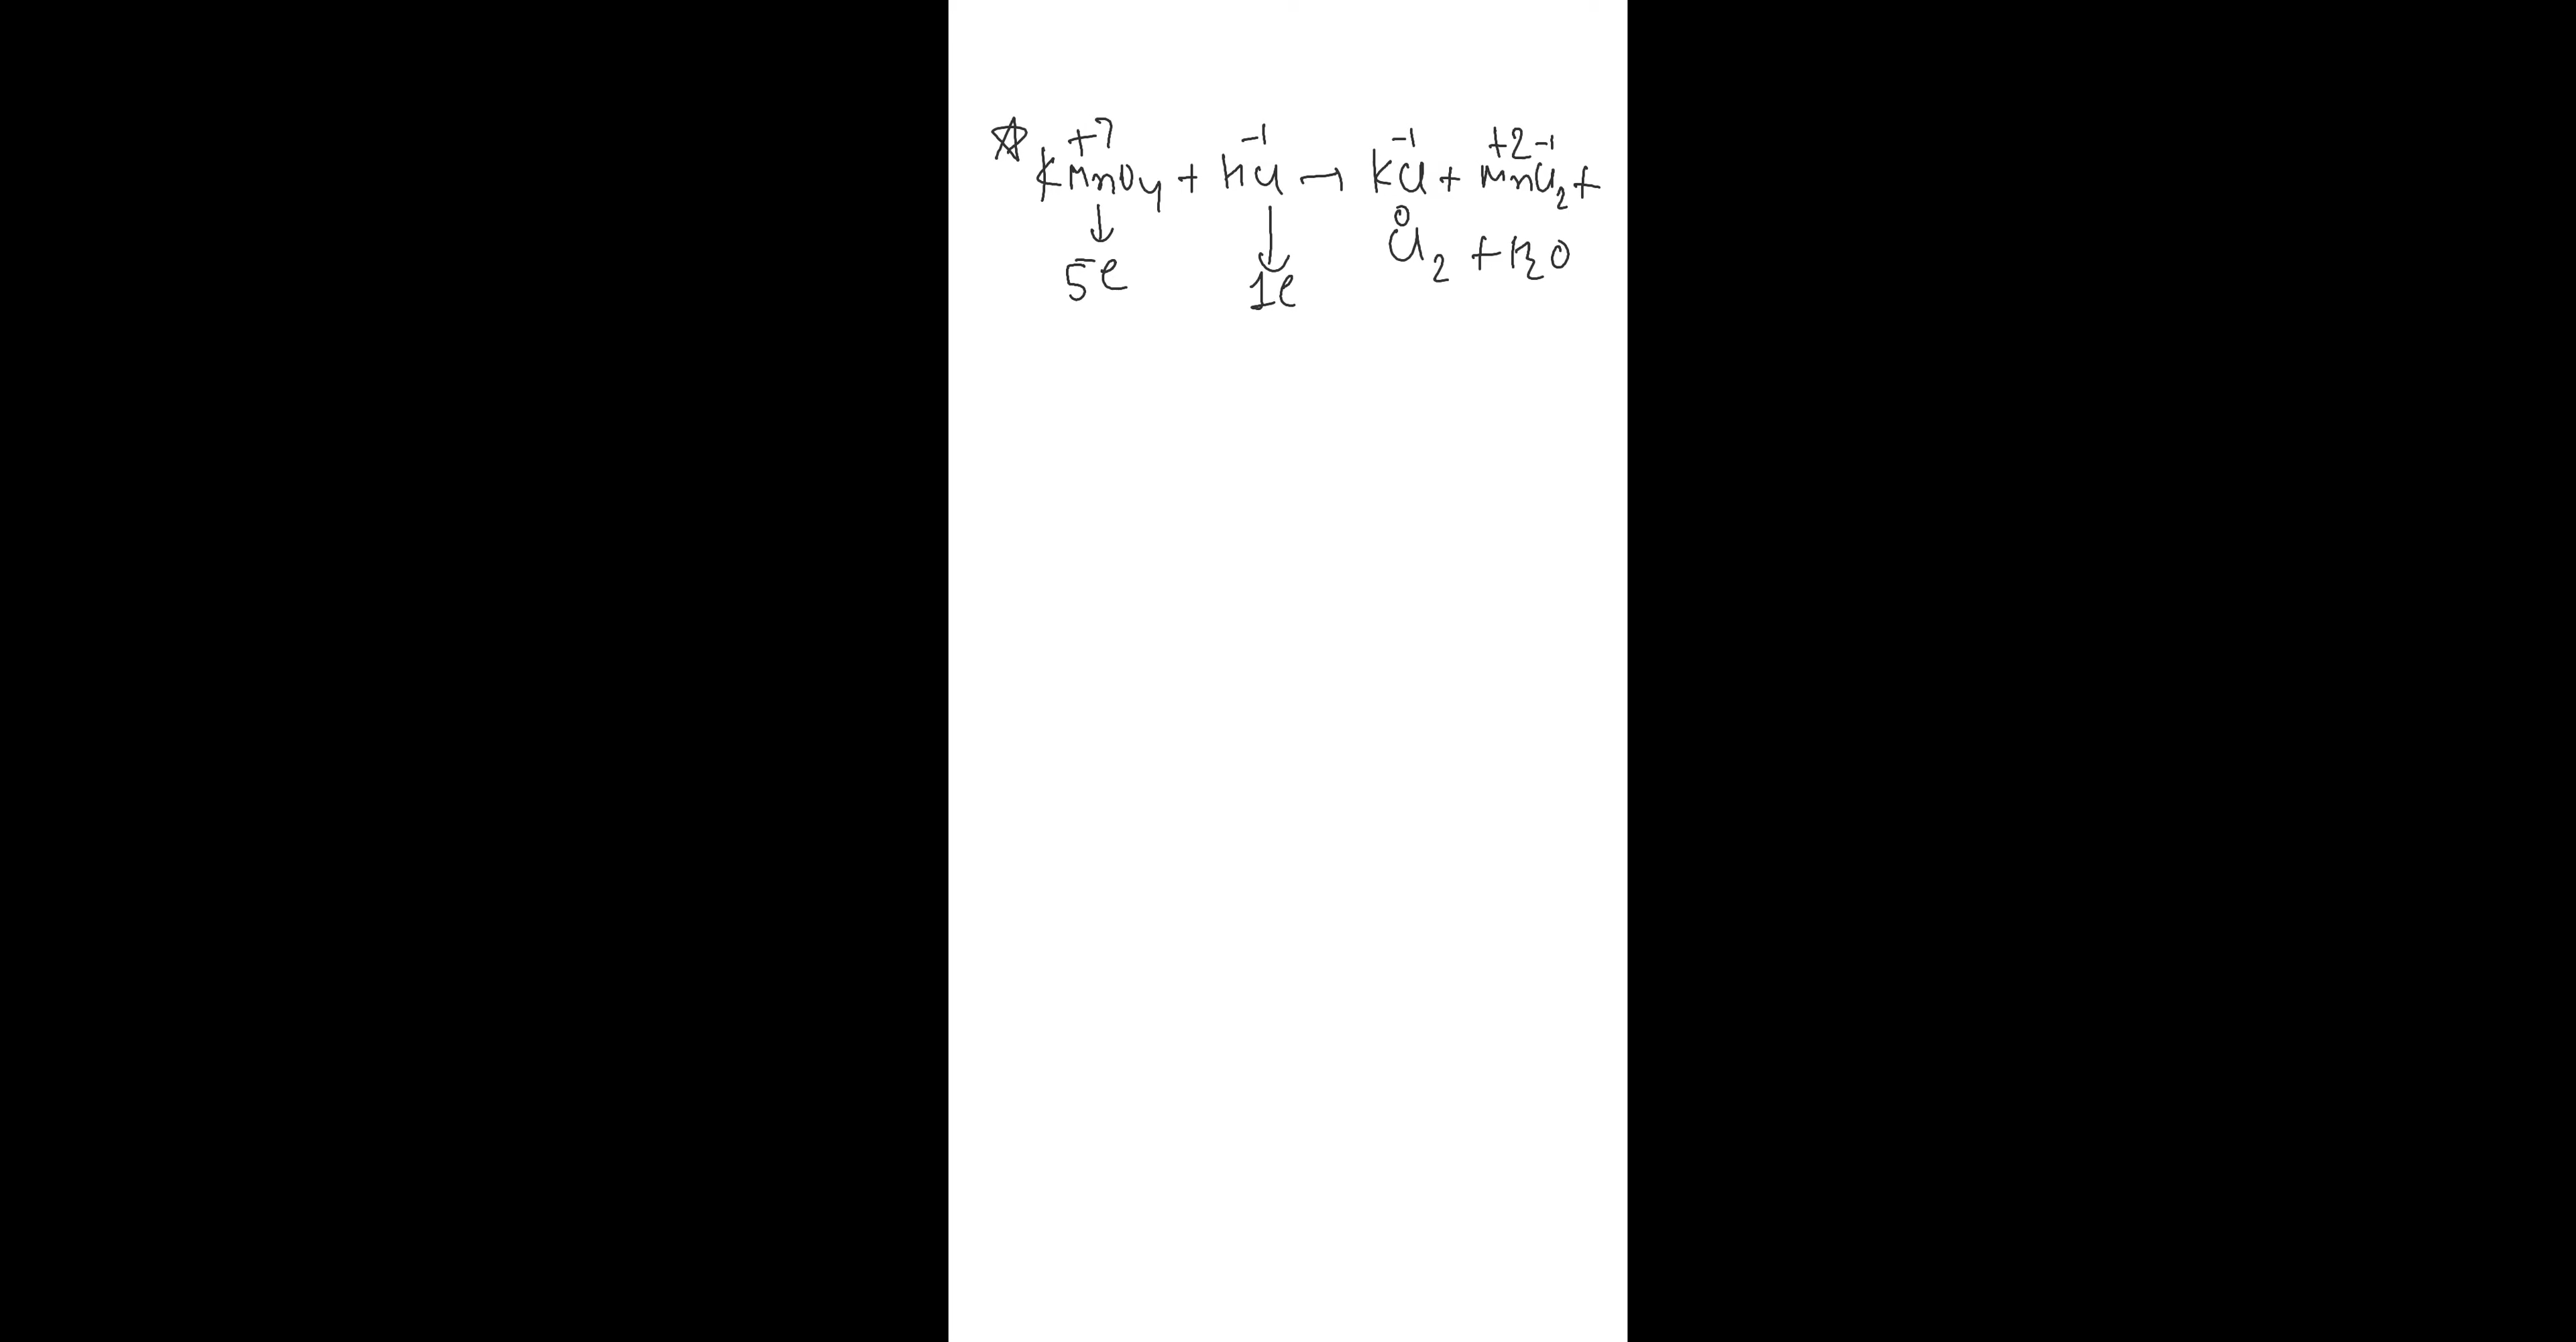 +7 -1 -1 +2 -1
☆ KMnO4 + HCl → KCl + MnCl2 +
0
↓ ↓ Cl2 + H2O
5e 1e